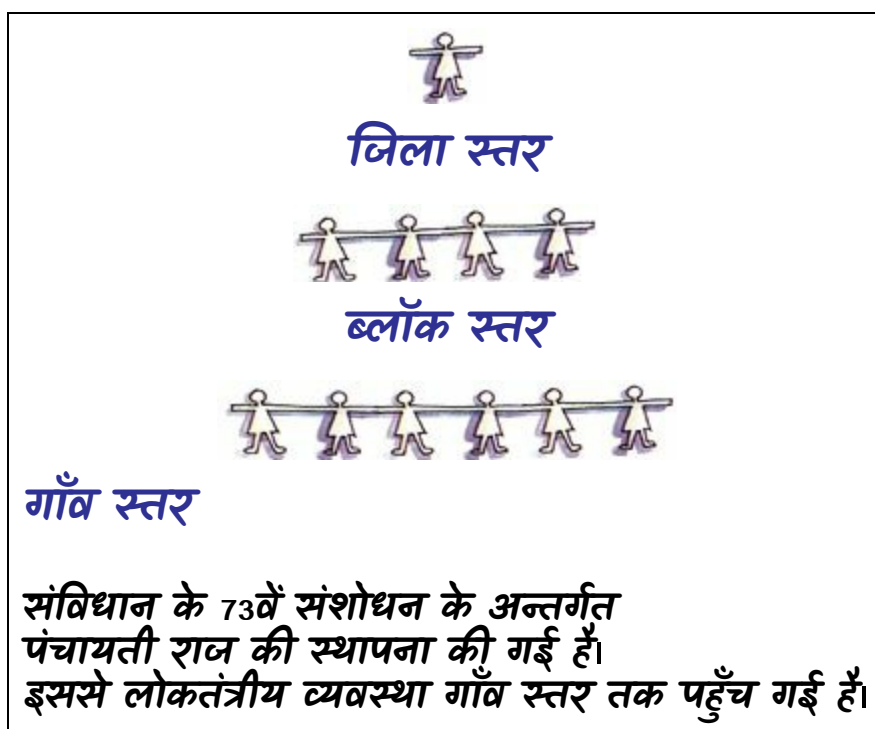 जिला स्तर
ब्लॉक स्तर
गाँव स्तर
संविधान के 73वें संशोधन के अन्तर्गत
पंचायती राज की स्थापना की गई है।
इससे लोकतंत्रीय व्यवस्था गाँव स्तर तक पहुँच गई है।